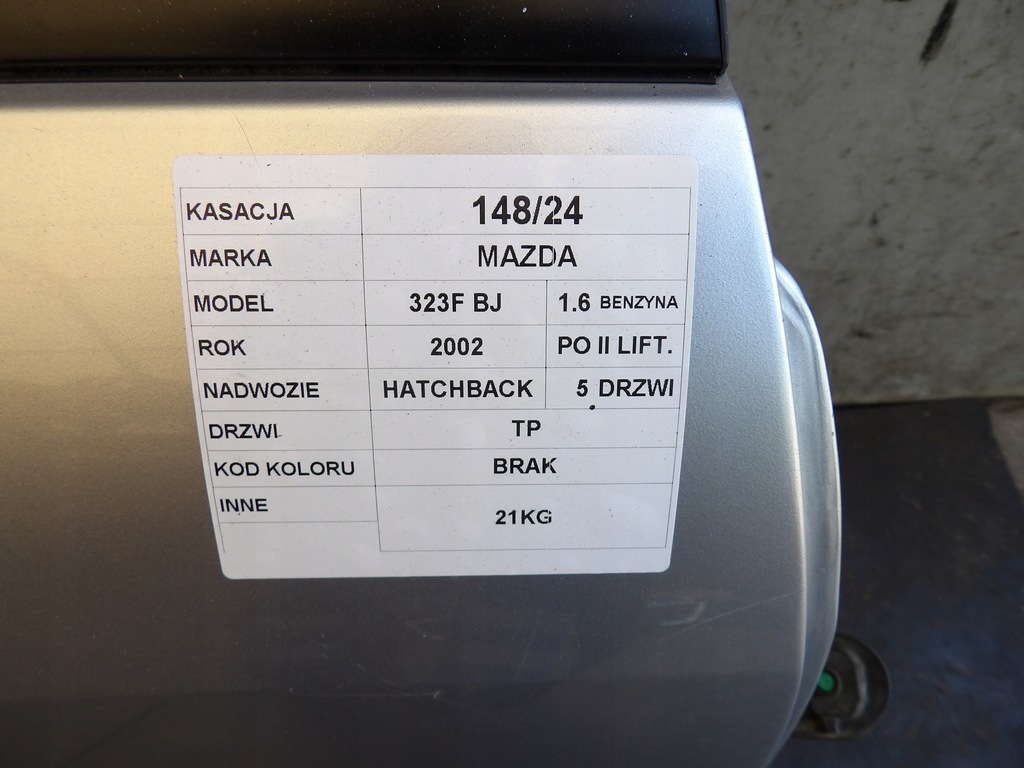 KASACJA 148/24
MARKA MAZDA
MODEL 323F BJ 1.6 BENZYNA
ROK 2002 PO II LIFT.
NADWOZIE HATCHBACK 5 DRZWI
DRZWI TP
KOD KOLORU BRAK
INNE 21KG